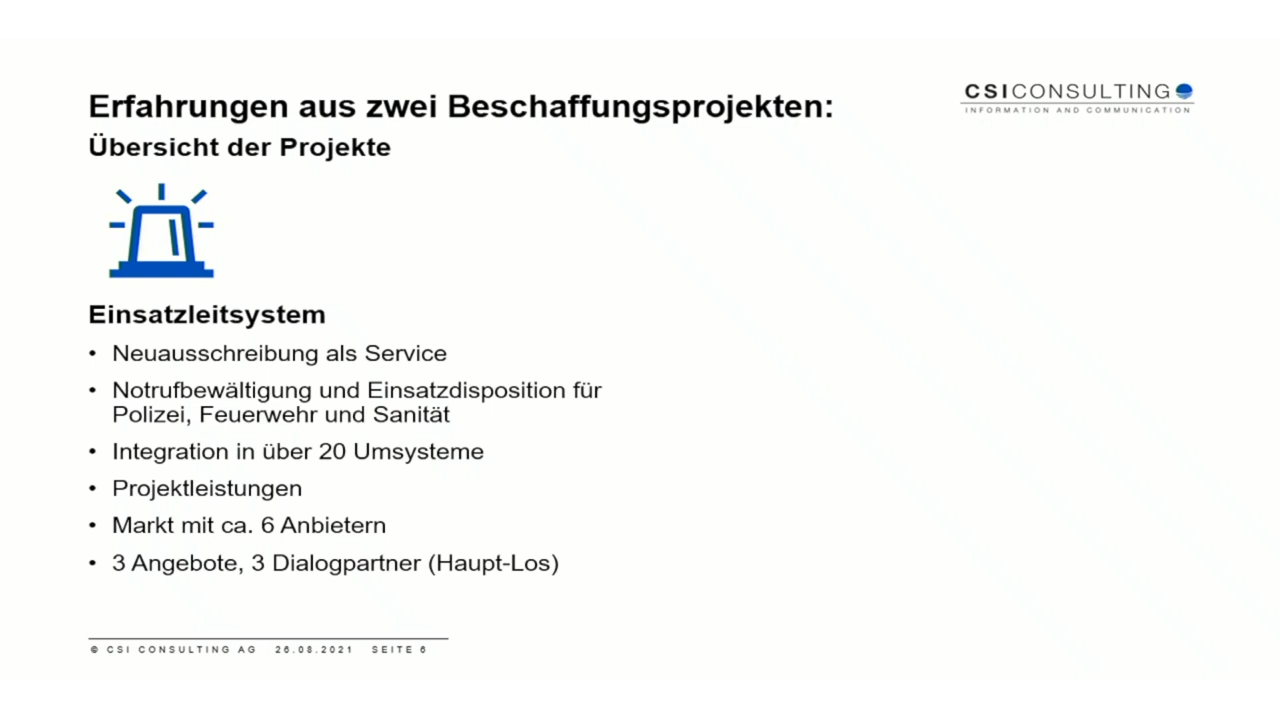 CSICONSULTING
INFORMATION AND COMMUNICATION
Erfahrungen aus zwei Beschaffungsprojekten:
Übersicht der Projekte
Einsatzleitsystem
• Neuausschreibung als Service
• Notrufbewältigung und Einsatzdisposition für
Polizei, Feuerwehr und Sanität
• Integration in über 20 Umsysteme
• Projektleistungen
• Markt mit ca. 6 Anbietern
• 3 Angebote, 3 Dialogpartner (Haupt-Los)
© CSI CONSULTING AG 26.08.2021 SEITE 6